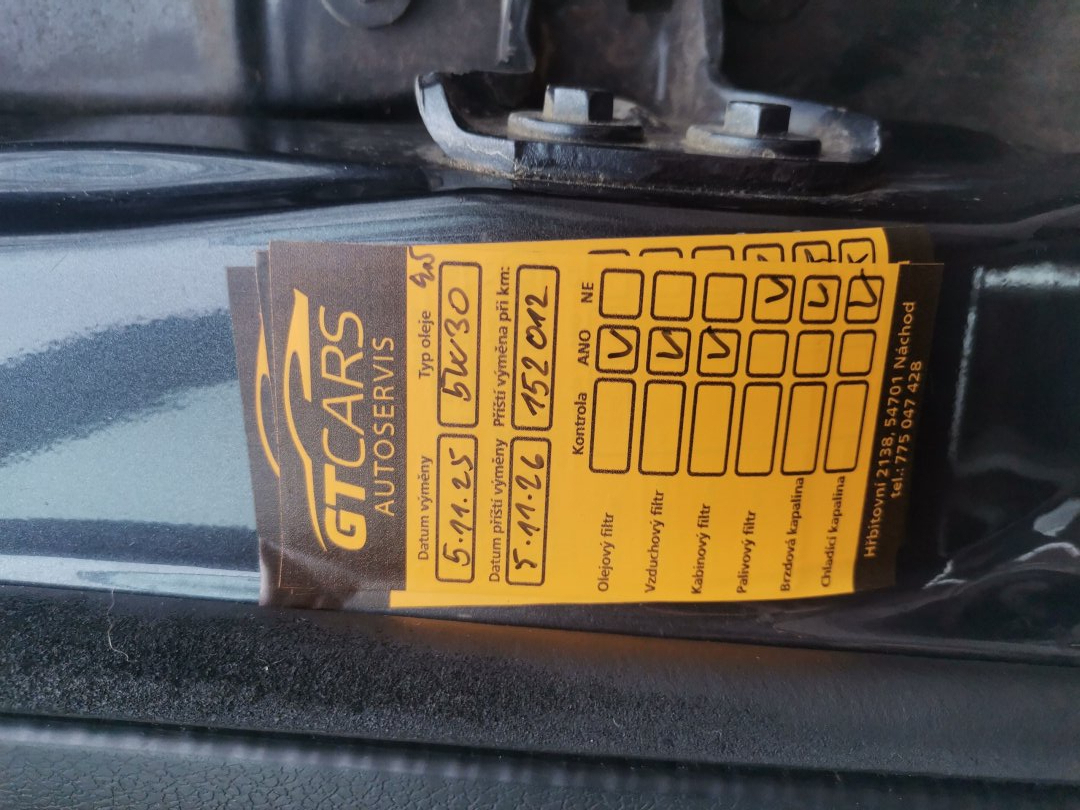 GTCARS
AUTOSERVIS
Datum výměny Typ oleje
5.11.25 5W30
Datum příští výměny Příští výměna při km:
5.11.26 152012
Kontrola ANO NE
Olejový filtr
Vzduchový filtr
Kabinový filtr
Palivový filtr
Brzdová kapalina
Chladící kapalina
Hřbitovní 2138, 54701 Náchod
tel.: 775 047 428